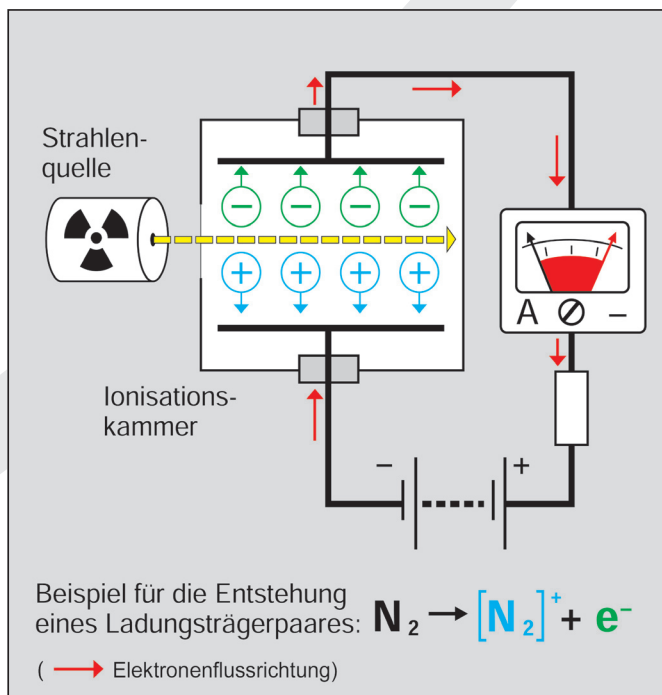 Strahlen-
quelle
− − − −
+ + + +
A −
Ionisations-
kammer
− +
Beispiel für die Entstehung
eines Ladungsträgerpaares: N₂ → [N₂]⁺ + e⁻
( → Elektronenflussrichtung)